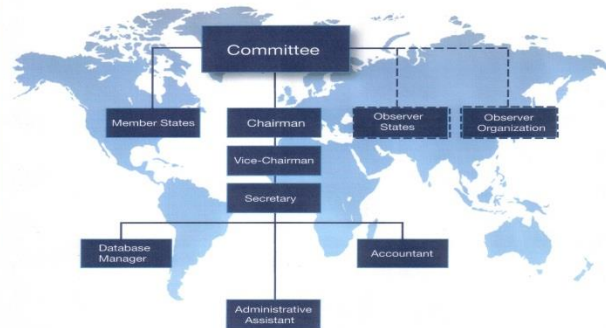 Committee
Member States
Chairman
Observer
States
Observer
Organization
Vice-Chairman
Secretary
Database
Manager
Accountant
Administrative
Assistant